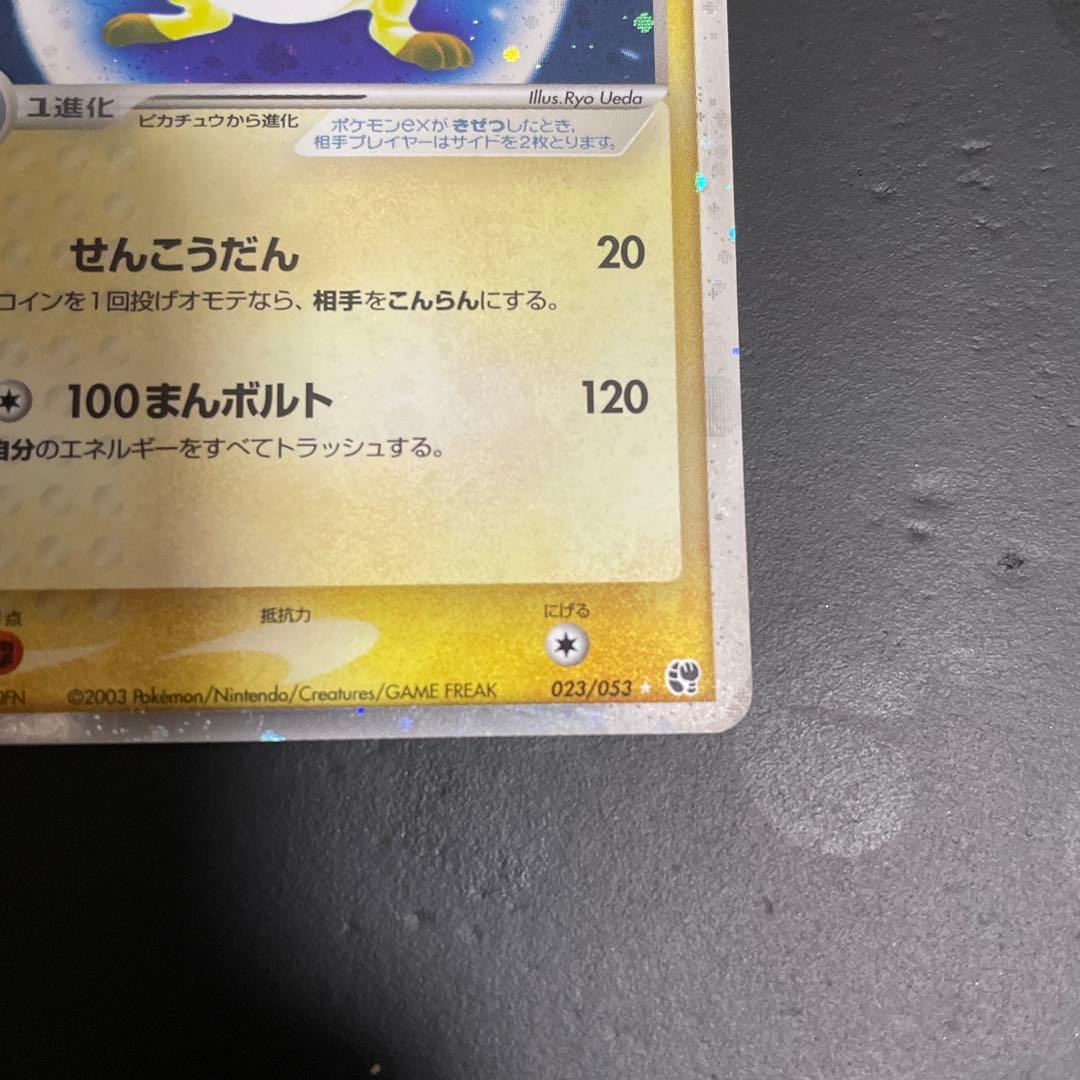 1進化
Illus.Ryo Ueda
ピカチュウから進化
ポケモンexが きぜつしたとき、
相手プレイヤーはサイドを2枚とります。
せんこうだん 20
コインを1回投げオモテなら、相手をこんらんにする。
100まんボルト 120
自分のエネルギーをすべてトラッシュする。
点 抵抗力 にげる
©2003 Pokémon/Nintendo/Creatures/GAME FREAK 023/053 ★